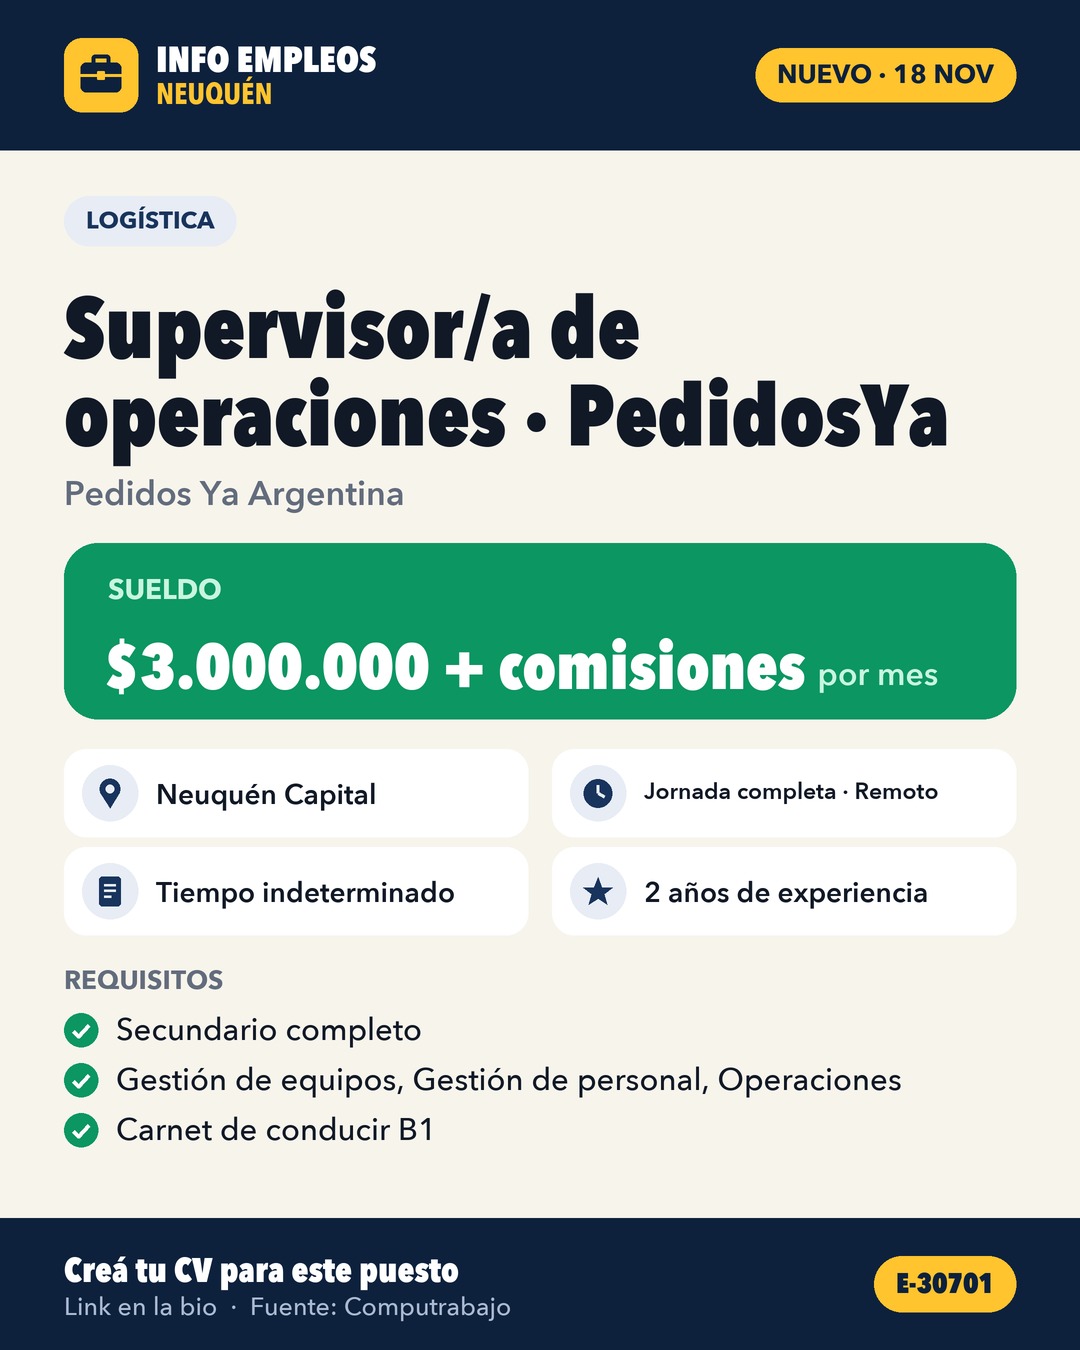 INFO EMPLEOS
NEUQUÉN
NUEVO · 18 NOV
LOGÍSTICA
Supervisor/a de
operaciones · PedidosYa
Pedidos Ya Argentina
SUELDO
$3.000.000 + comisiones por mes
Neuquén Capital
Jornada completa · Remoto
Tiempo indeterminado
2 años de experiencia
REQUISITOS
Secundario completo
Gestión de equipos, Gestión de personal, Operaciones
Carnet de conducir B1
Creá tu CV para este puesto
Link en la bio · Fuente: Computrabajo
E-30701